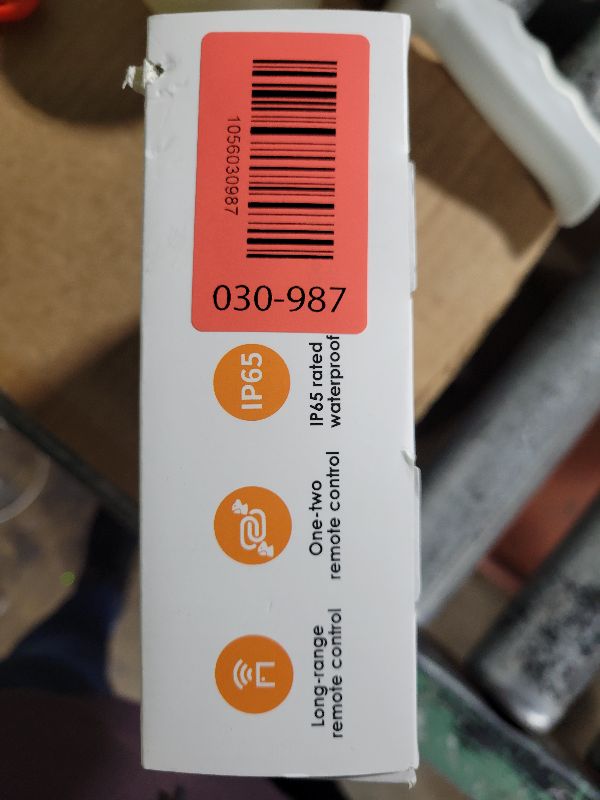 1056030987
030-987
IP65
IP65 rated
waterproof
One-two
remote control
Long-range
remote control